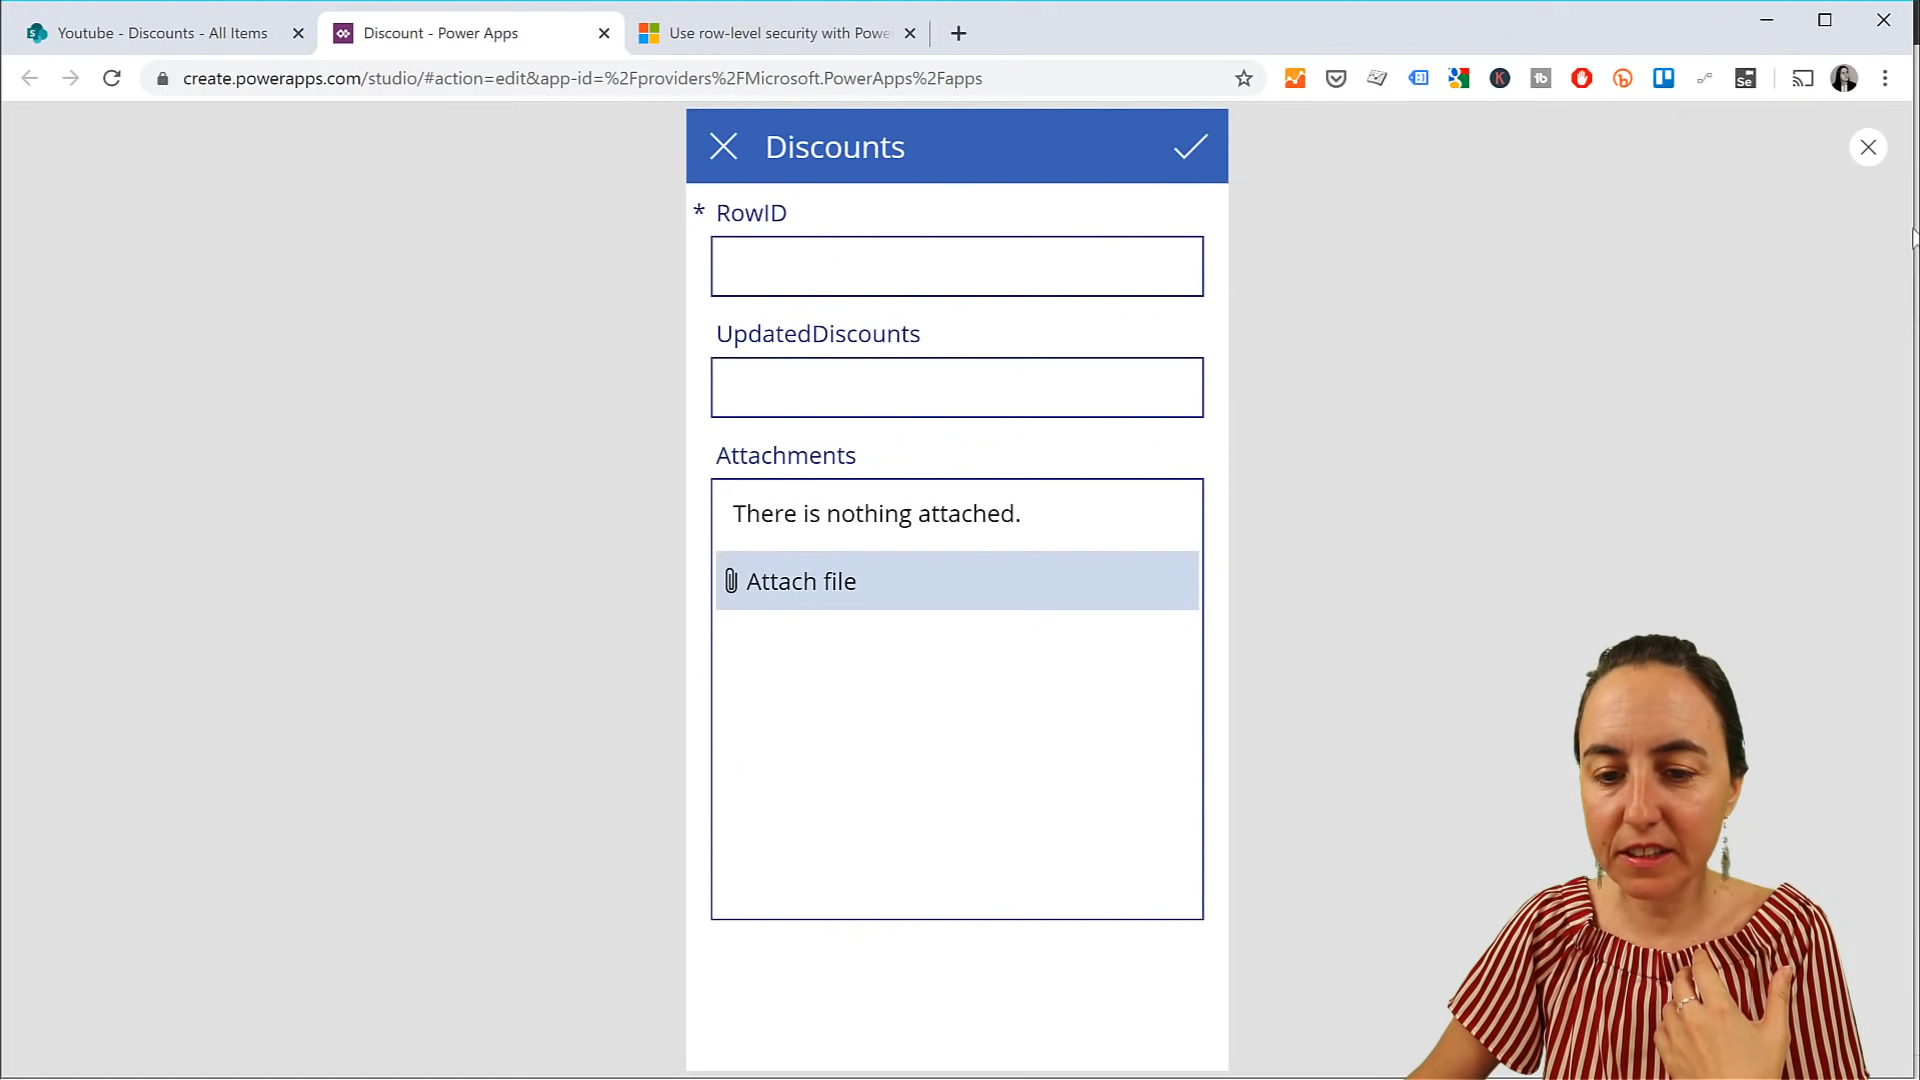 Youtube - Discounts - All Items
Discount - Power Apps
Use row-level security with Powe
create.powerapps.com/studio/#action=edit&app-id=%2Fproviders%2FMicrosoft.PowerApps%2Fapps
Discounts
* RowID
UpdatedDiscounts
Attachments
There is nothing attached.
Attach file